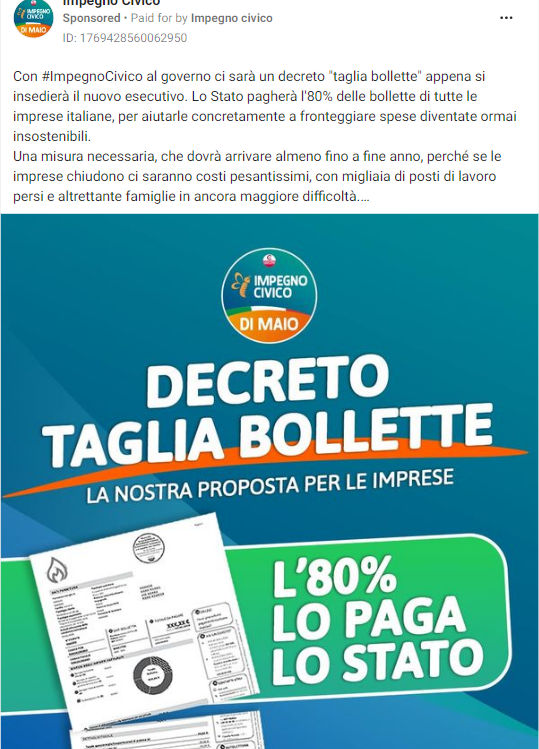 Impegno Civico
Sponsored • Paid for by Impegno civico
ID: 1769428560062950
Con #ImpegnoCivico al governo ci sarà un decreto "taglia bollette" appena si
insedierà il nuovo esecutivo. Lo Stato pagherà l'80% delle bollette di tutte le
imprese italiane, per aiutarle concretamente a fronteggiare spese diventate ormai
insostenibili.
Una misura necessaria, che dovrà arrivare almeno fino a fine anno, perché se le
imprese chiudono ci saranno costi pesantissimi, con migliaia di posti di lavoro
persi e altrettante famiglie in ancora maggiore difficoltà....
IMPEGNO
CIVICO
DI MAIO
DECRETO
TAGLIA BOLLETTE
LA NOSTRA PROPOSTA PER LE IMPRESE
L'80%
LO PAGA
LO STATO